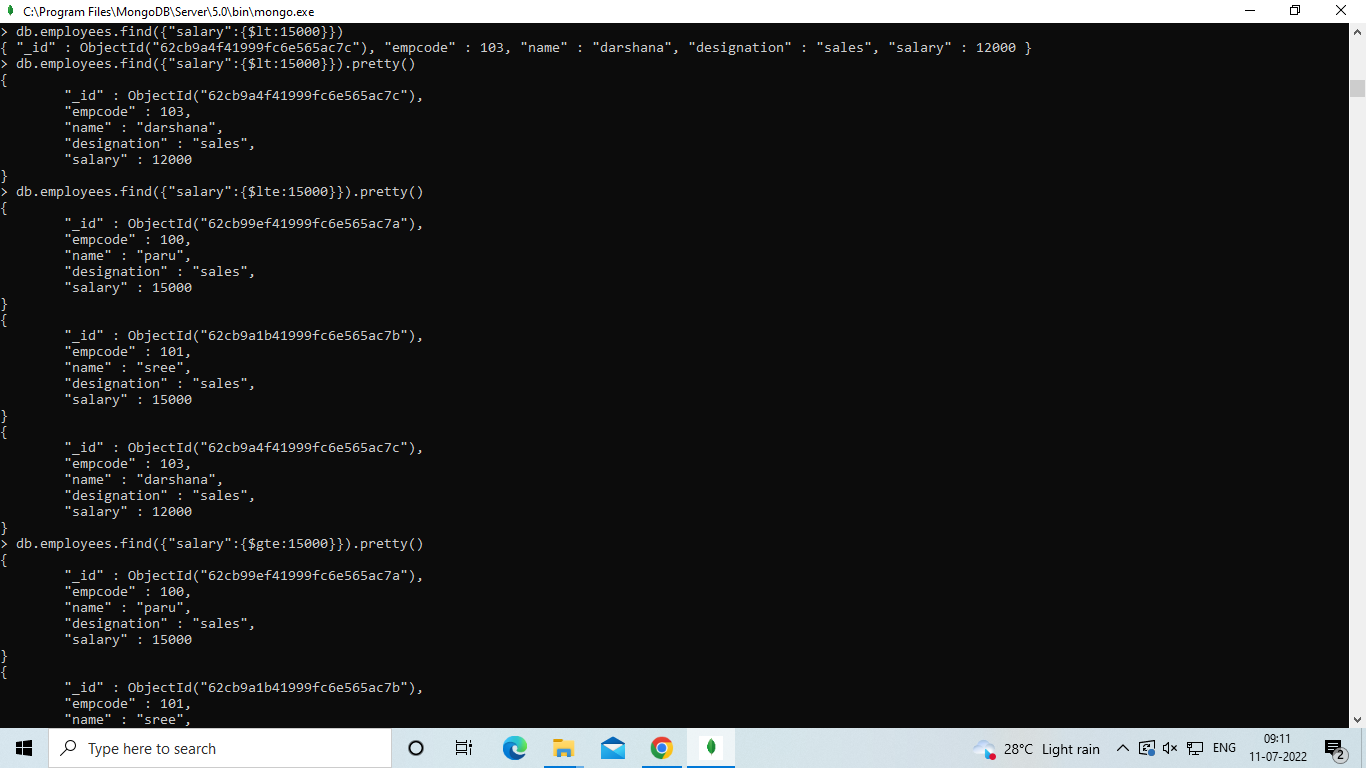 C:\Program Files\MongoDB\Server\5.0\bin\mongo.exe
> db.employees.find({"salary":{$lt:15000}})
{ "_id" : ObjectId("62cb9a4f41999fc6e565ac7c"), "empcode" : 103, "name" : "darshana", "designation" : "sales", "salary" : 12000 }
> db.employees.find({"salary":{$lt:15000}}).pretty()
{
        "_id" : ObjectId("62cb9a4f41999fc6e565ac7c"),
        "empcode" : 103,
        "name" : "darshana",
        "designation" : "sales",
        "salary" : 12000
}
> db.employees.find({"salary":{$lte:15000}}).pretty()
{
        "_id" : ObjectId("62cb99ef41999fc6e565ac7a"),
        "empcode" : 100,
        "name" : "paru",
        "designation" : "sales",
        "salary" : 15000
}
{
        "_id" : ObjectId("62cb9a1b41999fc6e565ac7b"),
        "empcode" : 101,
        "name" : "sree",
        "designation" : "sales",
        "salary" : 15000
}
{
        "_id" : ObjectId("62cb9a4f41999fc6e565ac7c"),
        "empcode" : 103,
        "name" : "darshana",
        "designation" : "sales",
        "salary" : 12000
}
> db.employees.find({"salary":{$gte:15000}}).pretty()
{
        "_id" : ObjectId("62cb99ef41999fc6e565ac7a"),
        "empcode" : 100,
        "name" : "paru",
        "designation" : "sales",
        "salary" : 15000
}
{
        "_id" : ObjectId("62cb9a1b41999fc6e565ac7b"),
        "empcode" : 101,
        "name" : "sree",
Type here to search
28°C Light rain
ENG
09:11
11-07-2022
2